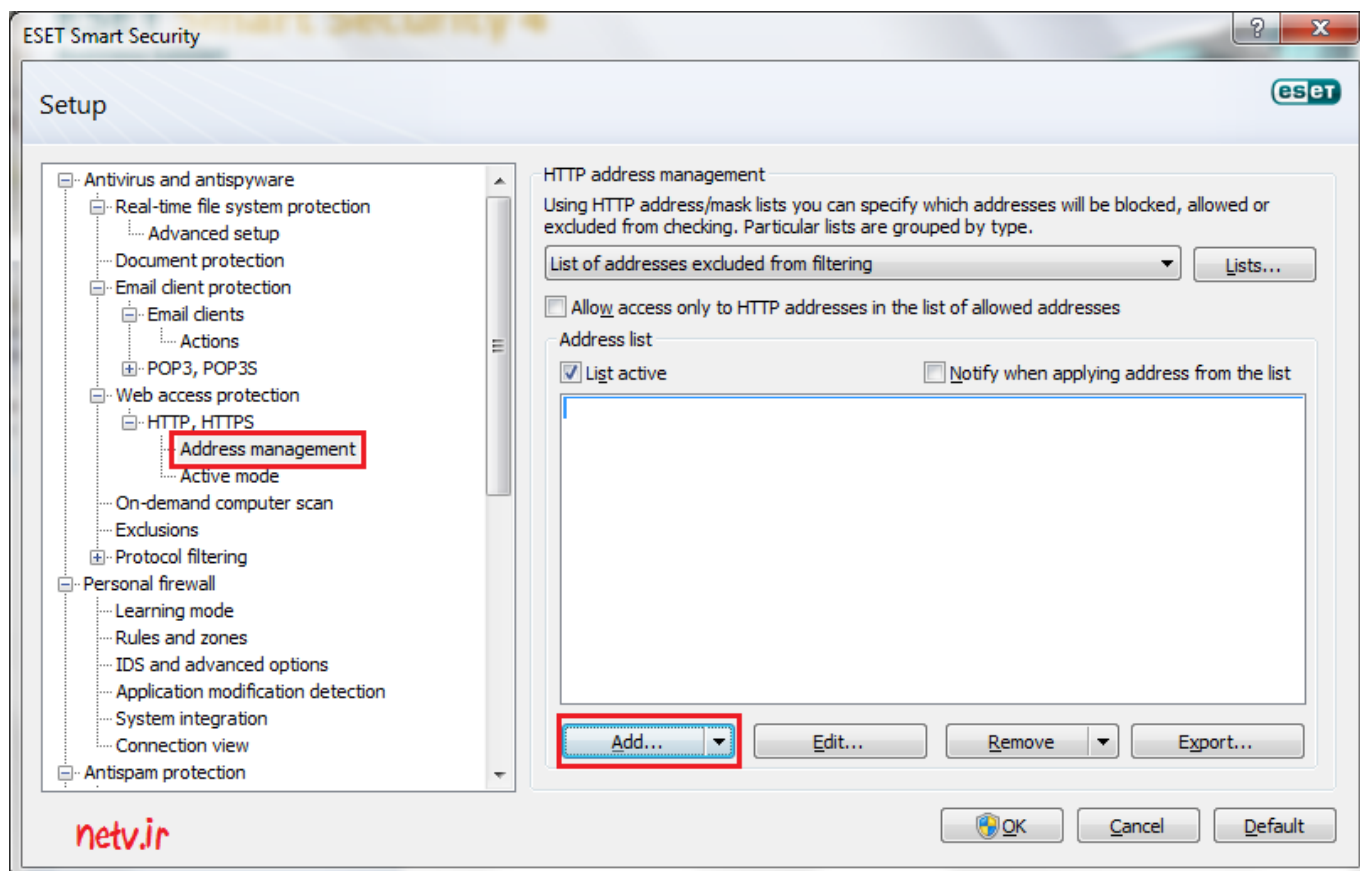 ESET Smart Security
Setup
eseT
Antivirus and antispyware
Real-time file system protection
Advanced setup
Document protection
Email client protection
Email clients
Actions
POP3, POP3S
Web access protection
HTTP, HTTPS
Address management
Active mode
On-demand computer scan
Exclusions
Protocol filtering
Personal firewall
Learning mode
Rules and zones
IDS and advanced options
Application modification detection
System integration
Connection view
Antispam protection
HTTP address management
Using HTTP address/mask lists you can specify which addresses will be blocked, allowed or
excluded from checking. Particular lists are grouped by type.
List of addresses excluded from filtering
Lists...
Allow access only to HTTP addresses in the list of allowed addresses
Address list
List active
Notify when applying address from the list
Add...
Edit...
Remove
Export...
netv.ir
OK
Cancel
Default